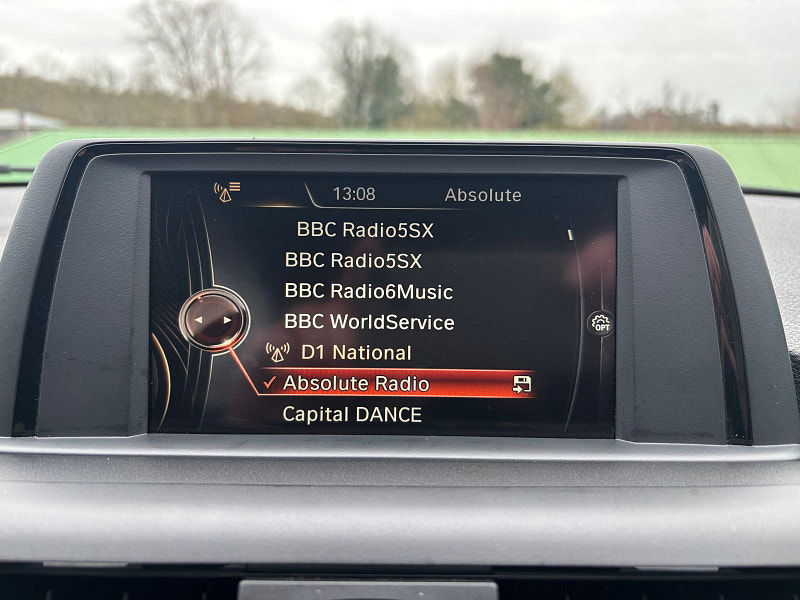 13:08 Absolute
BBC Radio5SX
BBC Radio5SX
BBC Radio6Music
BBC WorldService
D1 National
Absolute Radio
Capital DANCE
OPT